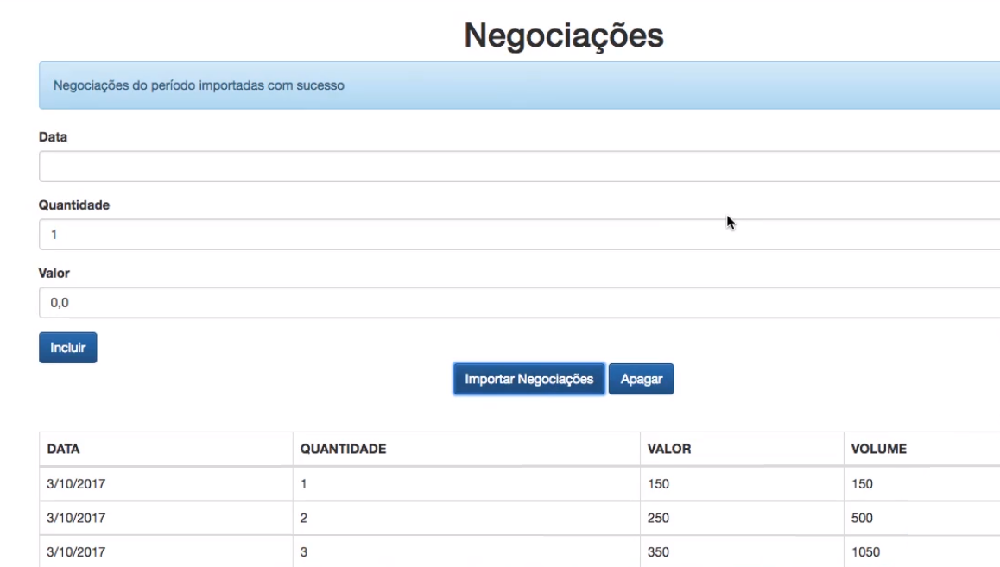 Negociações
Negociações do período importadas com sucesso
Data
Quantidade
1
Valor
0,0
Incluir
Importar Negociações Apagar
DATA QUANTIDADE VALOR VOLUME
3/10/2017 1 150 150
3/10/2017 2 250 500
3/10/2017 3 350 1050